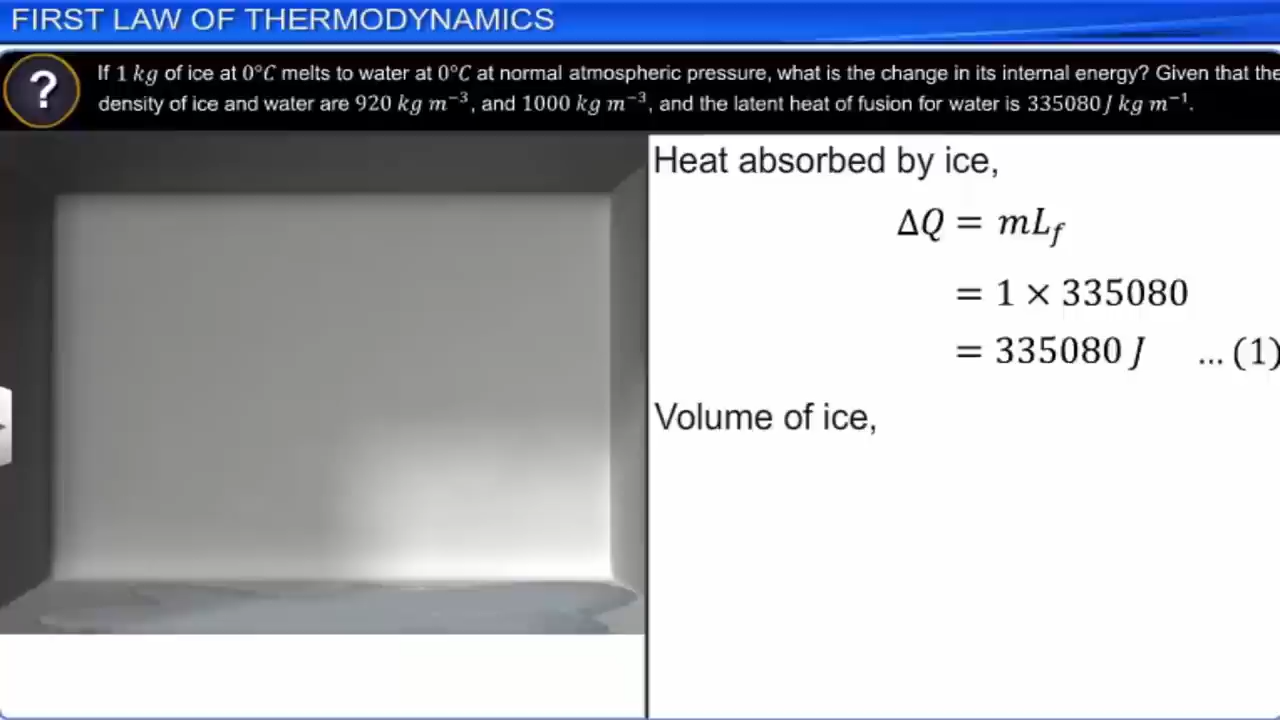 FIRST LAW OF THERMODYNAMICS
?
If 1 kg of ice at 0°C melts to water at 0°C at normal atmospheric pressure, what is the change in its internal energy? Given that the
density of ice and water are 920 kg m⁻³, and 1000 kg m⁻³, and the latent heat of fusion for water is 335080 J kg m⁻¹.
Heat absorbed by ice,
ΔQ = mL_f
= 1 × 335080
= 335080 J ... (1)
Volume of ice,